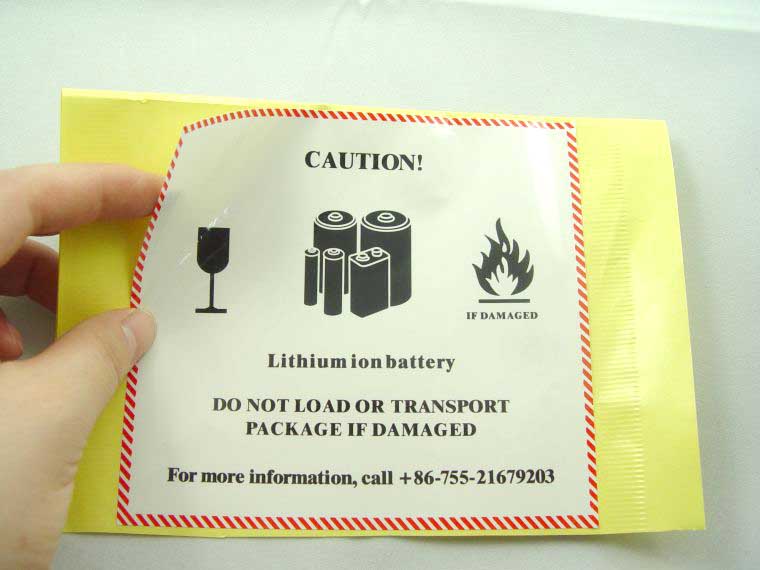 CAUTION!
IF DAMAGED
Lithium ion battery
DO NOT LOAD OR TRANSPORT
PACKAGE IF DAMAGED
For more information, call +86-755-21679203